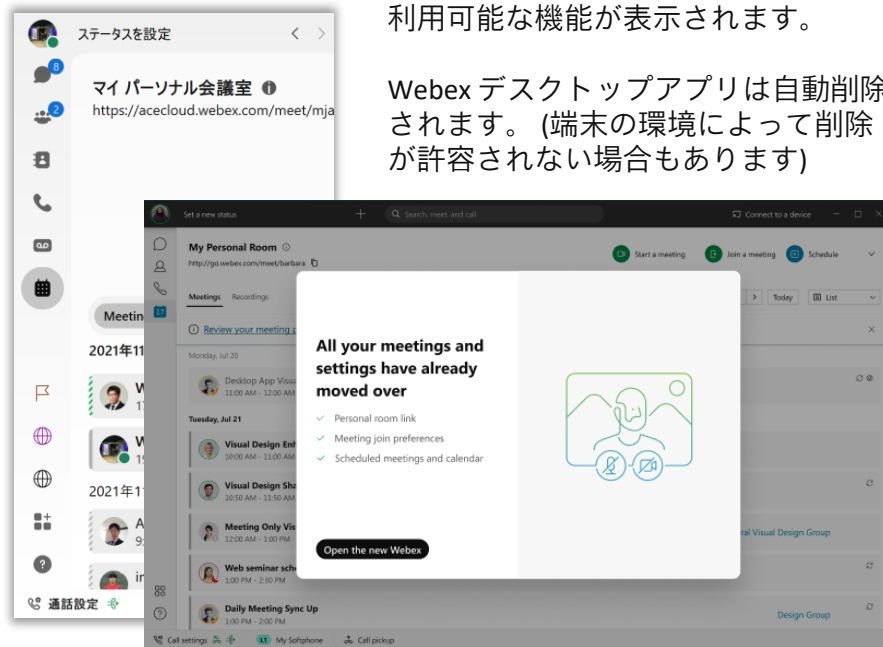 利用可能な機能が表示されます。
Webex デスクトップアプリは自動削除
されます。 (端末の環境によって削除
が許容されない場合もあります)
ステータスを設定
8
マイ パーソナル会議室
https://acecloud.webex.com/meet/mja
2
Meetin
2021年11
W
17
W
19
2021年1
A
9:
in
通話設定
Set a new status
Search, meet, and call
Connect to a device
My Personal Room
http://go.webex.com/meet/barbara
Start a meeting
Join a meeting
Schedule
Meetings
Recordings
Today
List
17
Review your meeting p
Monday, Jul 20
Desktop App Visu
11:00 AM - 12:00 AM
Tuesday, Jul 21
Visual Design Enh
10:00 AM - 11:00 AM
Visual Design Sha
10:50 AM - 11:50 AM
Meeting Only Vis
12:00 AM - 1:00 PM
ral Visual Design Group
Web seminar sch
1:00 PM - 2:30 PM
Daily Meeting Sync Up
1:00 PM - 2:00 PM
Design Group
All your meetings and
settings have already
moved over
Personal room link
Meeting join preferences
Scheduled meetings and calendar
Open the new Webex
Call settings
L1
My Softphone
Call pickup